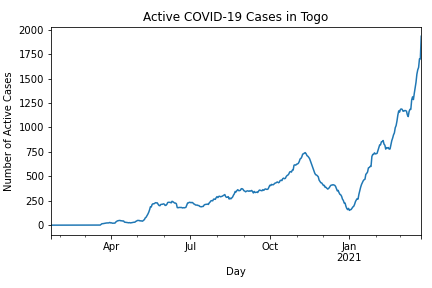 Active COVID-19 Cases in Togo
2000
1750
1500
1250
1000
750
500
250
0
Number of Active Cases
Apr
Jul
Oct
Jan
2021
Day